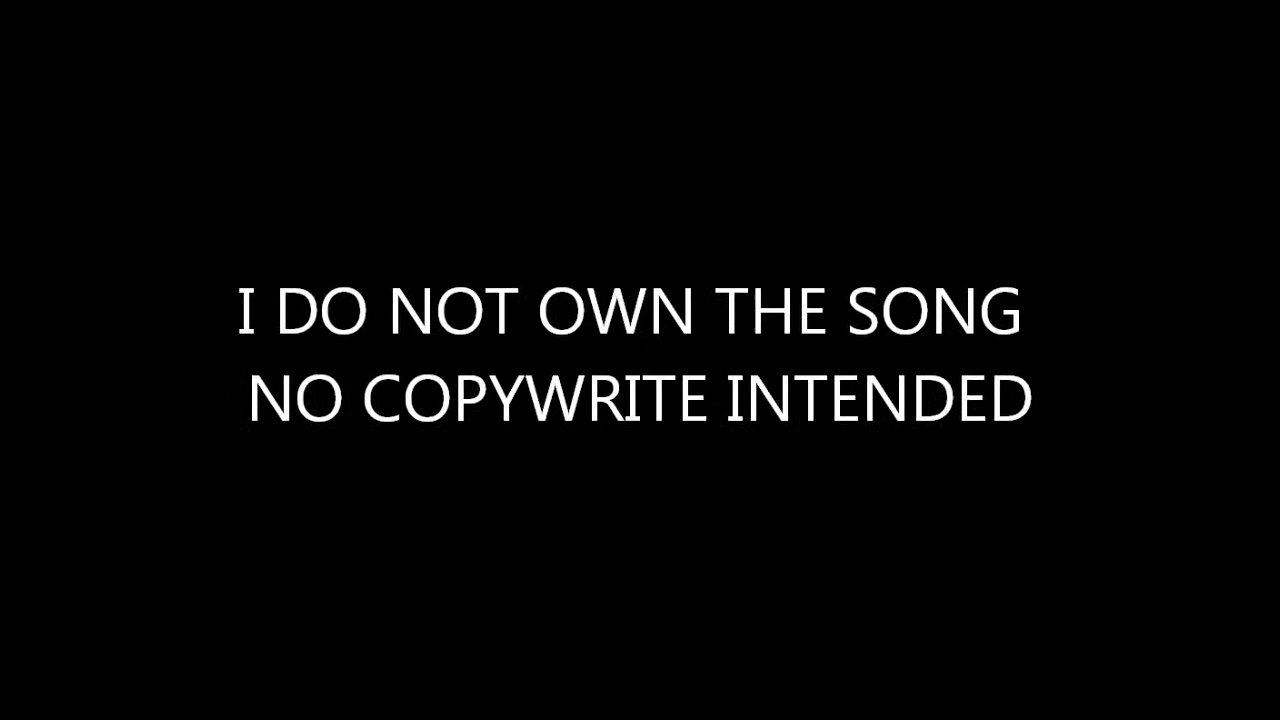 I DO NOT OWN THE SONG
NO COPYWRITE INTENDED